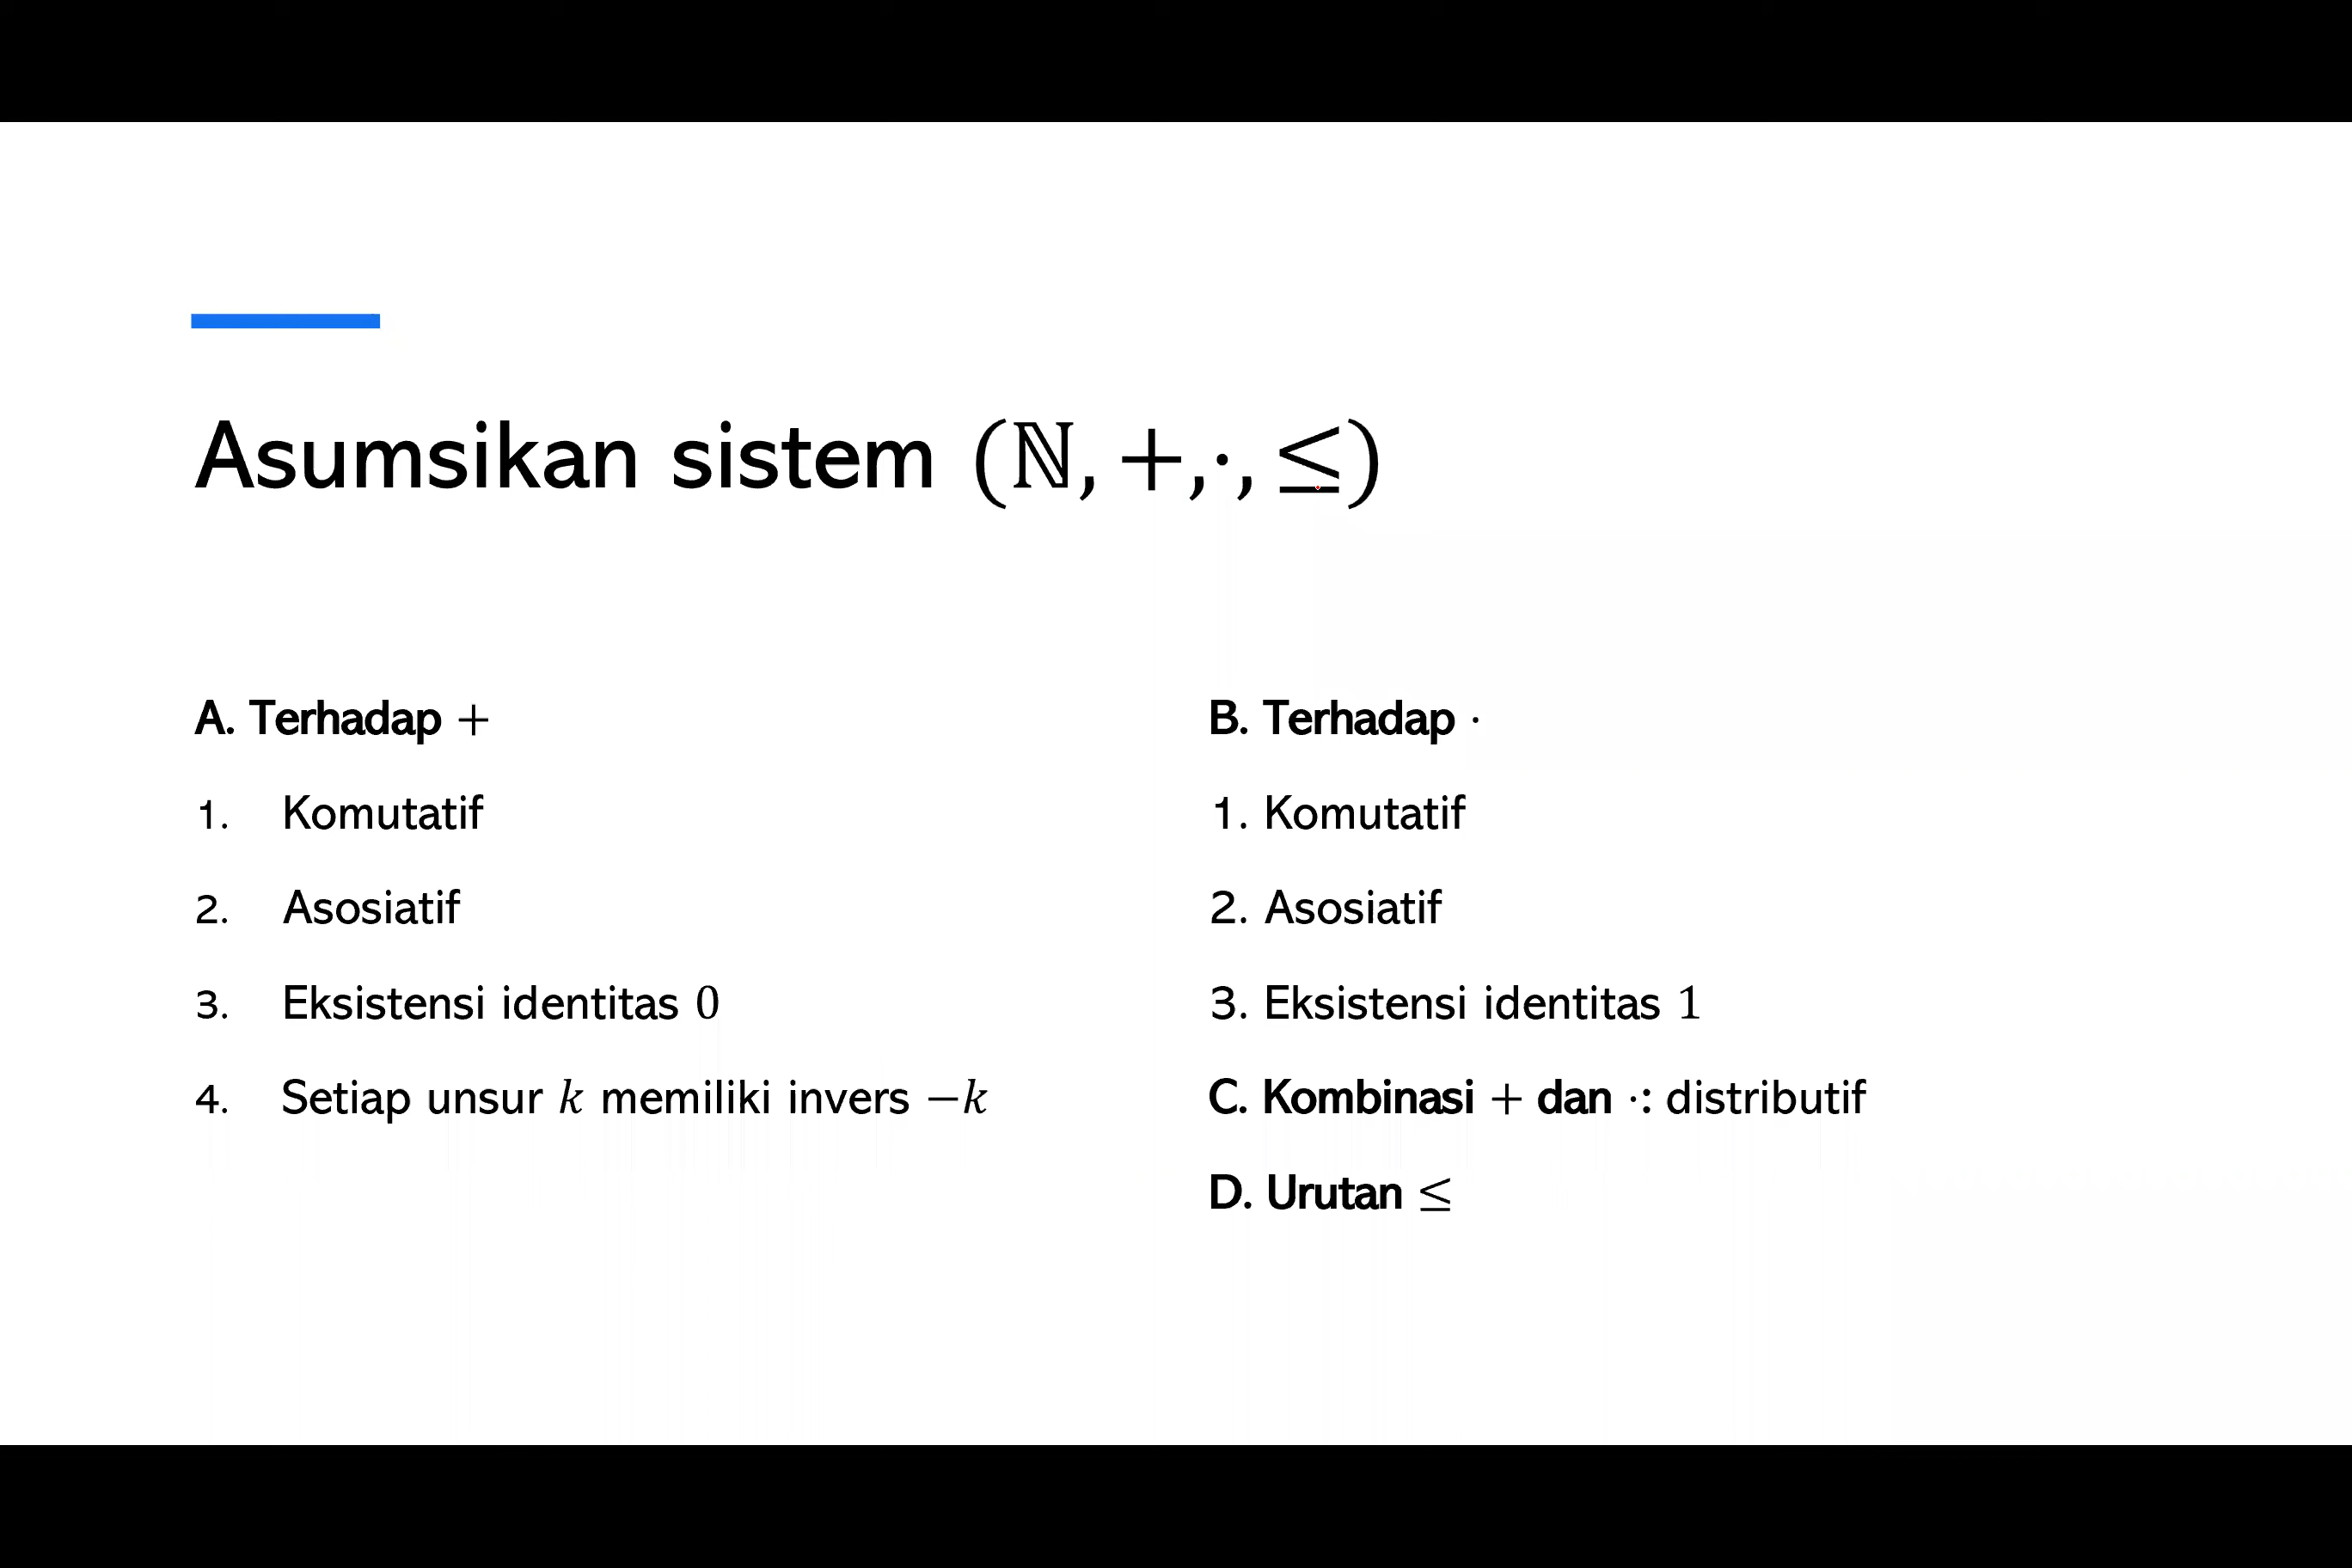 Asumsikan sistem (ℕ, +,·, ≤)
A. Terhadap +
1. Komutatif
2. Asosiatif
3. Eksistensi identitas 0
4. Setiap unsur k memiliki invers −k
B. Terhadap ·
1. Komutatif
2. Asosiatif
3. Eksistensi identitas 1
C. Kombinasi + dan ·: distributif
D. Urutan ≤